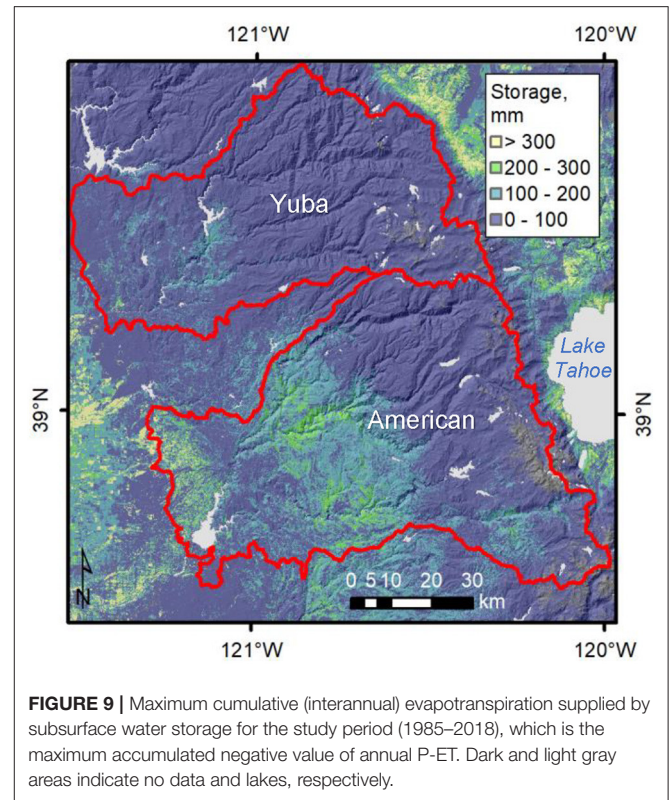 121°W 120°W
Storage,
mm
> 300
200 - 300
100 - 200
0 - 100
Yuba
Lake
Tahoe
39°N 39°N
American
0 5 10 20 30
km
N
121°W 120°W
FIGURE 9 | Maximum cumulative (interannual) evapotranspiration supplied by
subsurface water storage for the study period (1985–2018), which is the
maximum accumulated negative value of annual P-ET. Dark and light gray
areas indicate no data and lakes, respectively.